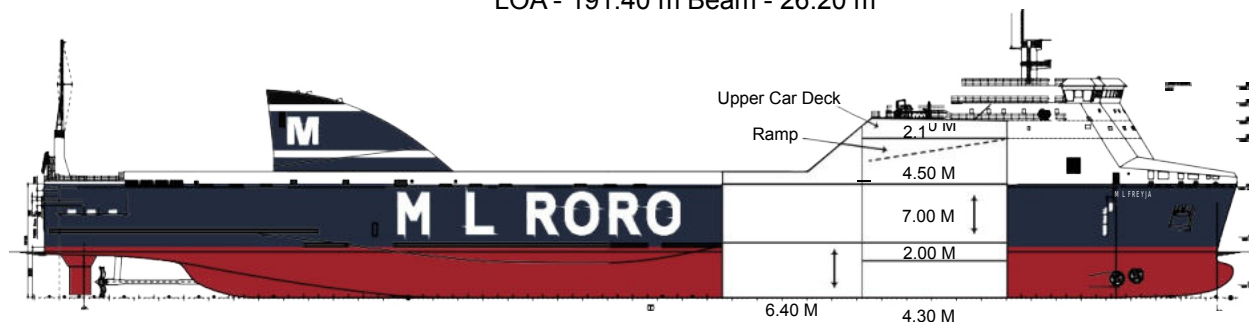 LOA - 191.40 m Beam - 26.20 m
Upper Car Deck
2.10 M
Ramp
4.50 M
M
M L RORO
M L FREYJA
7.00 M
2.00 M
6.40 M
4.30 M